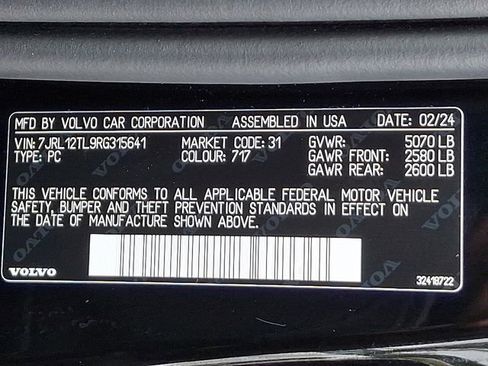 MFD BY VOLVO CAR CORPORATION ASSEMBLED IN USA DATE: 02/24
VIN: 7JRL12TL9RG315641 MARKET CODE: 31 GVWR: 5070 LB
TYPE: PC COLOUR: 717 GAWR FRONT: 2580 LB
GAWR REAR: 2600 LB
THIS VEHICLE CONFORMS TO ALL APPLICABLE FEDERAL MOTOR VEHICLE
SAFETY, BUMPER AND THEFT PREVENTION STANDARDS IN EFFECT ON
THE DATE OF MANUFACTURE SHOWN ABOVE.
VOLVO 32418722